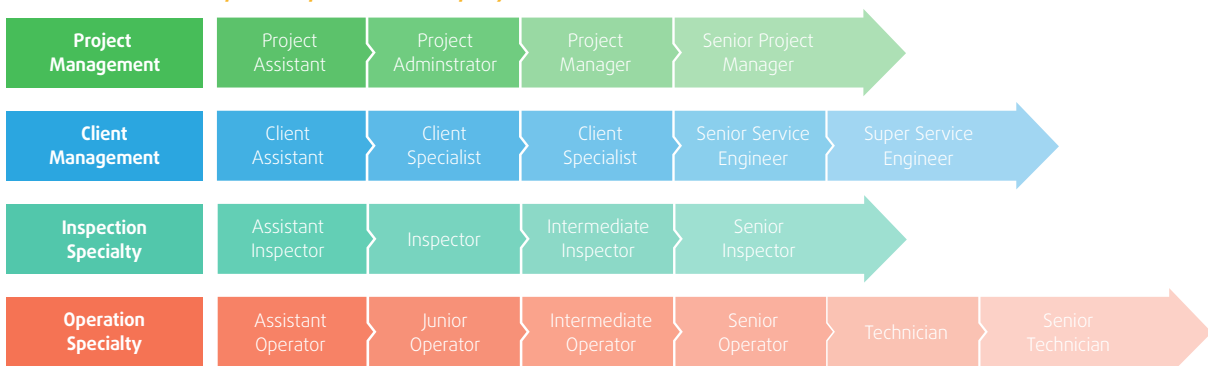 Project
Management
Project
Assistant
Project
Adminstrator
Project
Manager
Senior Project
Manager
Client
Management
Client
Assistant
Client
Specialist
Client
Specialist
Senior Service
Engineer
Super Service
Engineer
Inspection
Specialty
Assistant
Inspector
Inspector
Intermediate
Inspector
Senior
Inspector
Operation
Specialty
Assistant
Operator
Junior
Operator
Intermediate
Operator
Senior
Operator
Technician
Senior
Technician